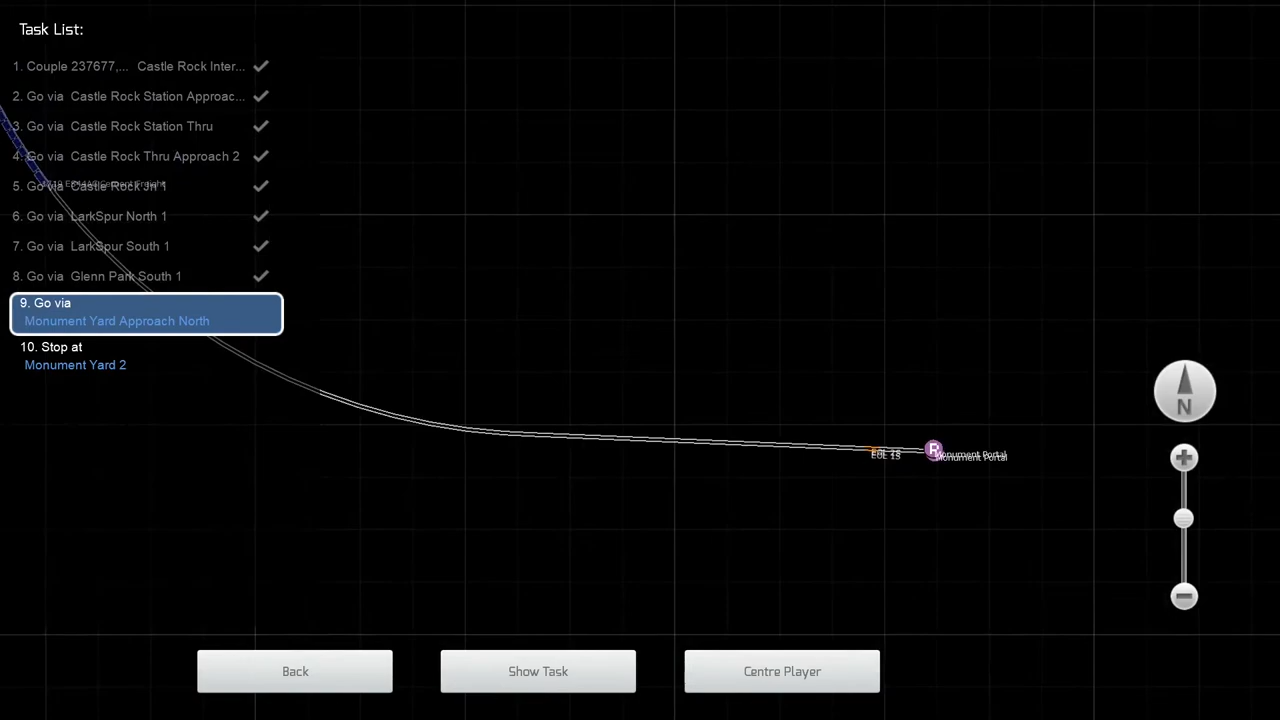 Task List:
1. Couple 237677,... Castle Rock Inter...
2. Go via Castle Rock Station Approac...
3. Go via Castle Rock Station Thru
4. Go via Castle Rock Thru Approach 2
5. Go via Castle Rock Jn 1
6. Go via LarkSpur North 1
7. Go via LarkSpur South 1
8. Go via Glenn Park South 1
9. Go via
Monument Yard Approach North
10. Stop at
Monument Yard 2
R
Monument Portal
Monument Portal
EOL 1S
N
Back
Show Task
Centre Player